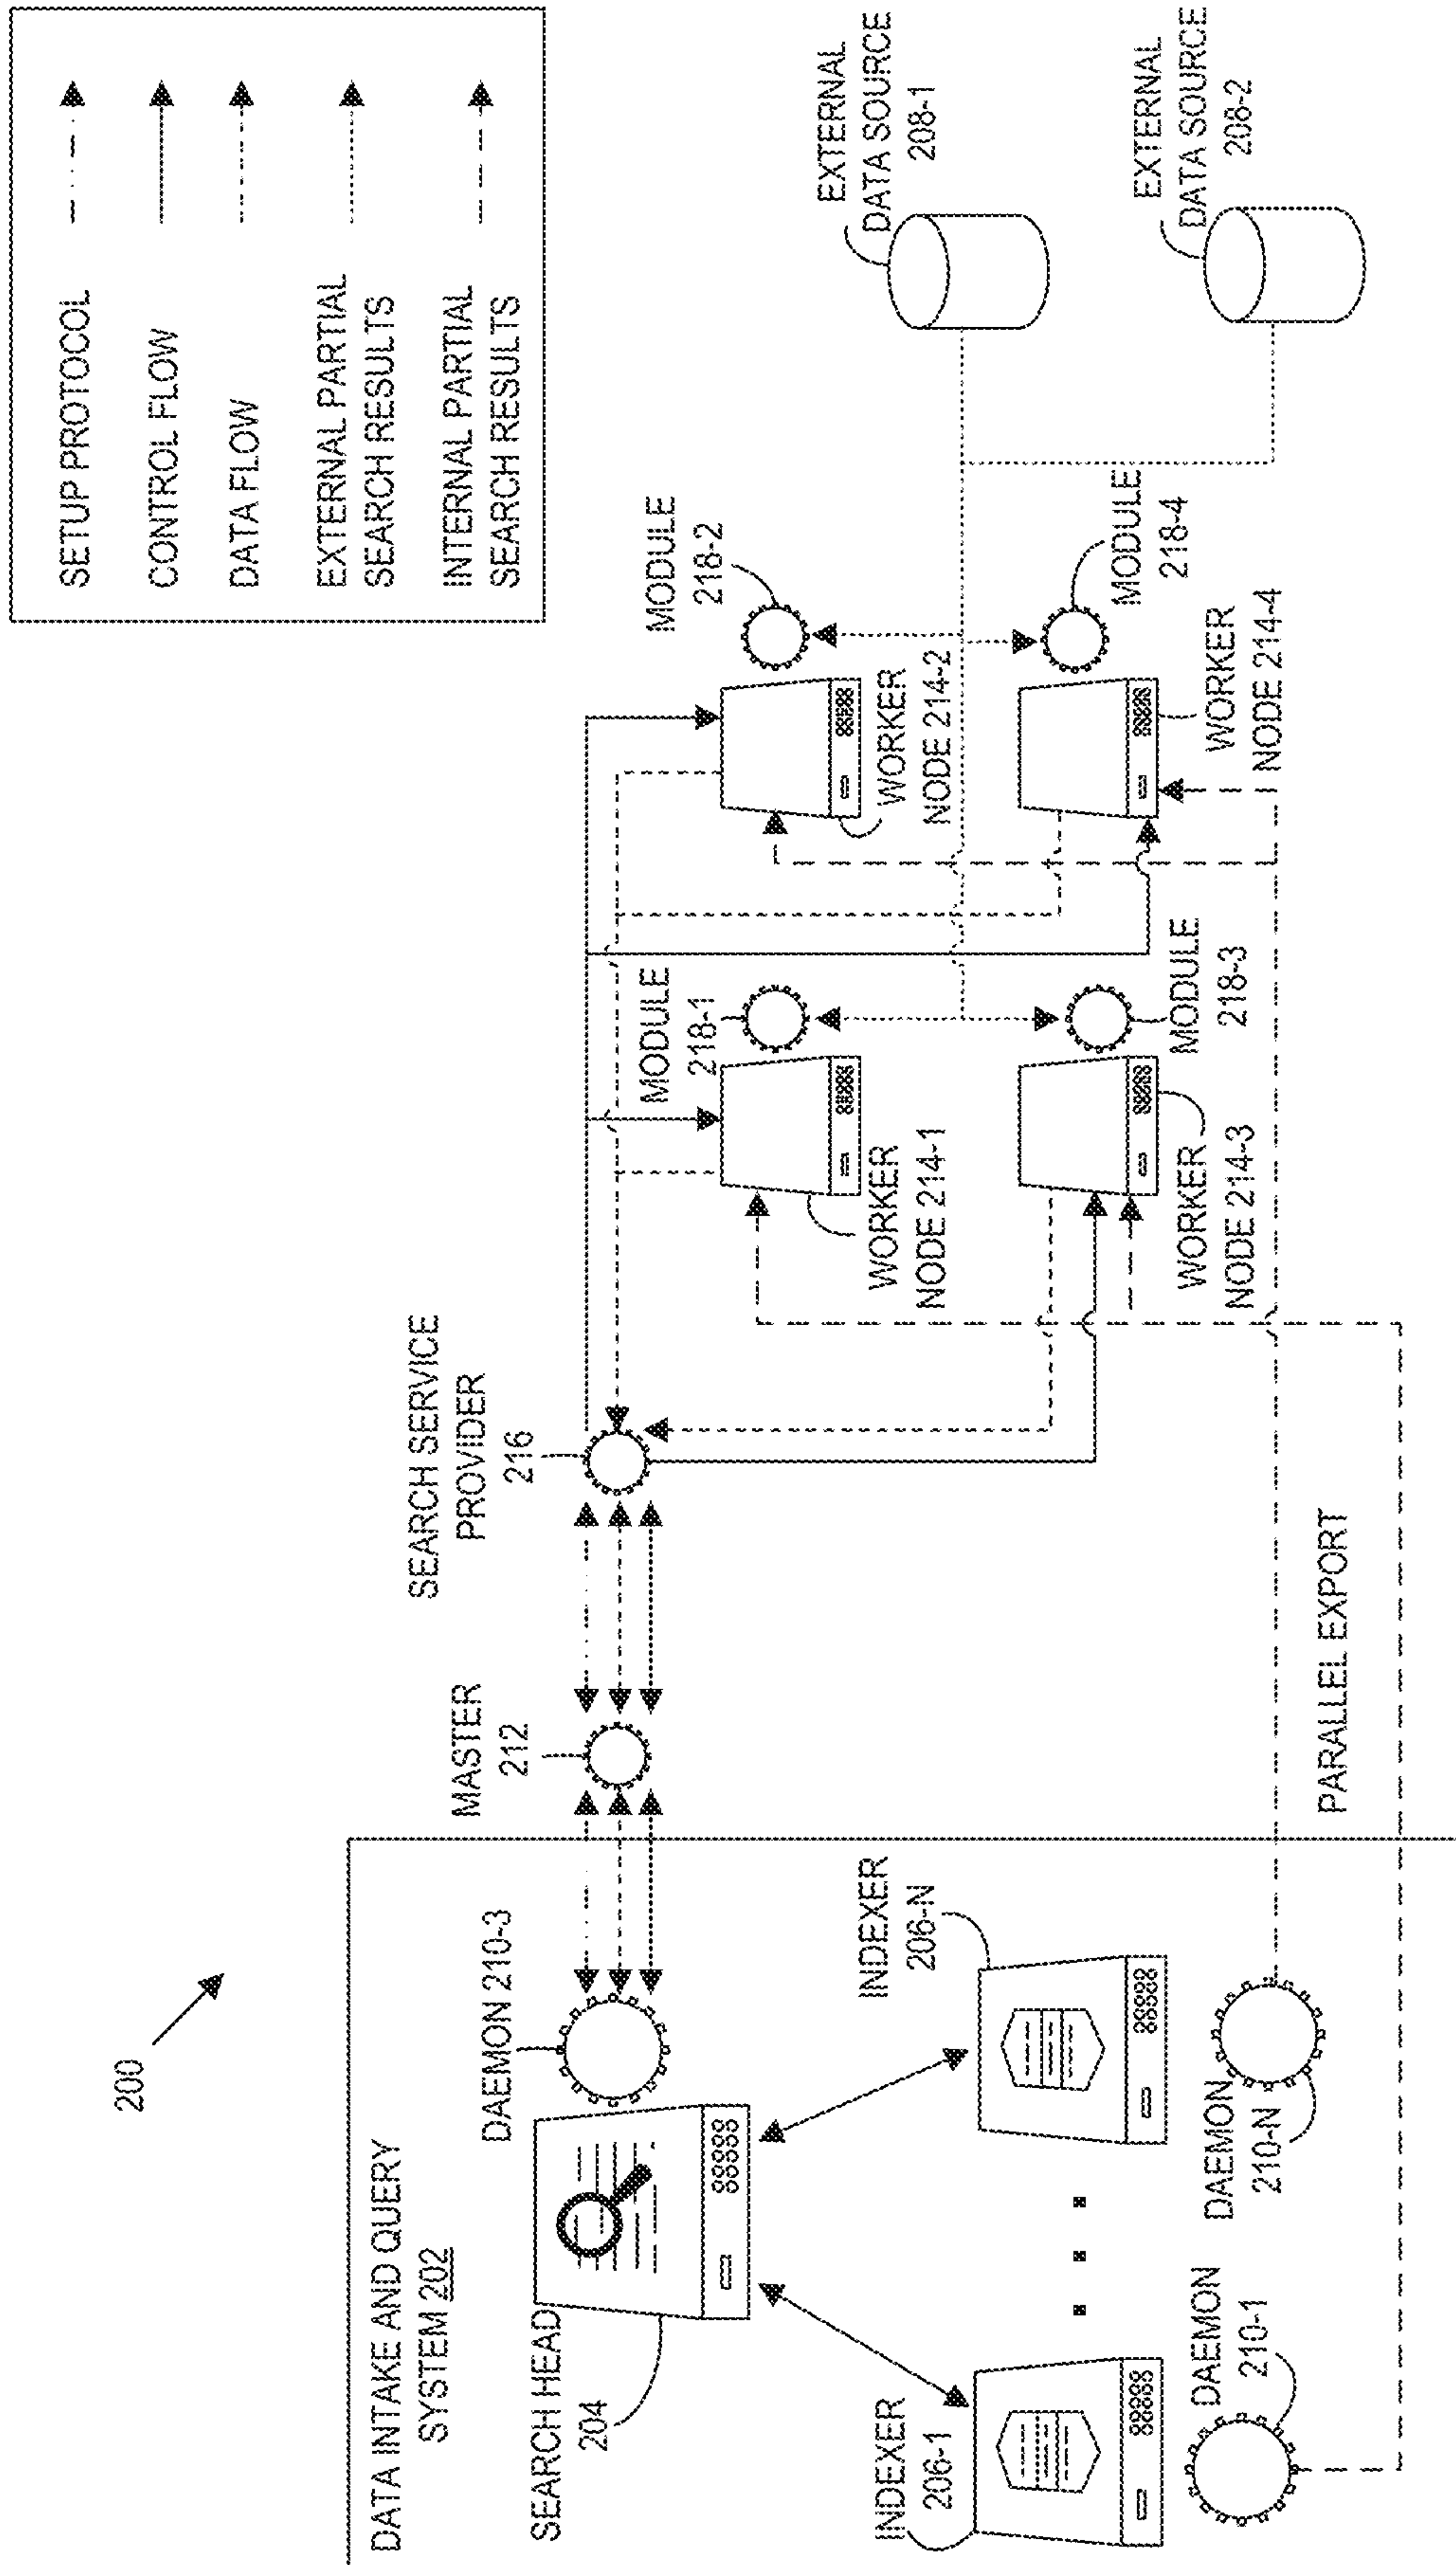 200
DATA INTAKE AND QUERY
SYSTEM 202
SEARCH HEAD
204
DAEMON 210-3
INDEXER
206-1
DAEMON
210-1
INDEXER
206-N
DAEMON
210-N
MASTER
212
SEARCH SERVICE
PROVIDER
216
PARALLEL EXPORT
WORKER
NODE 214-1
MODULE
218-1
WORKER
NODE 214-3
MODULE
218-3
WORKER
NODE 214-2
MODULE
218-2
WORKER
NODE 214-4
MODULE
218-4
EXTERNAL
DATA SOURCE
208-1
EXTERNAL
DATA SOURCE
208-2
SETUP PROTOCOL
CONTROL FLOW
DATA FLOW
EXTERNAL PARTIAL
SEARCH RESULTS
INTERNAL PARTIAL
SEARCH RESULTS